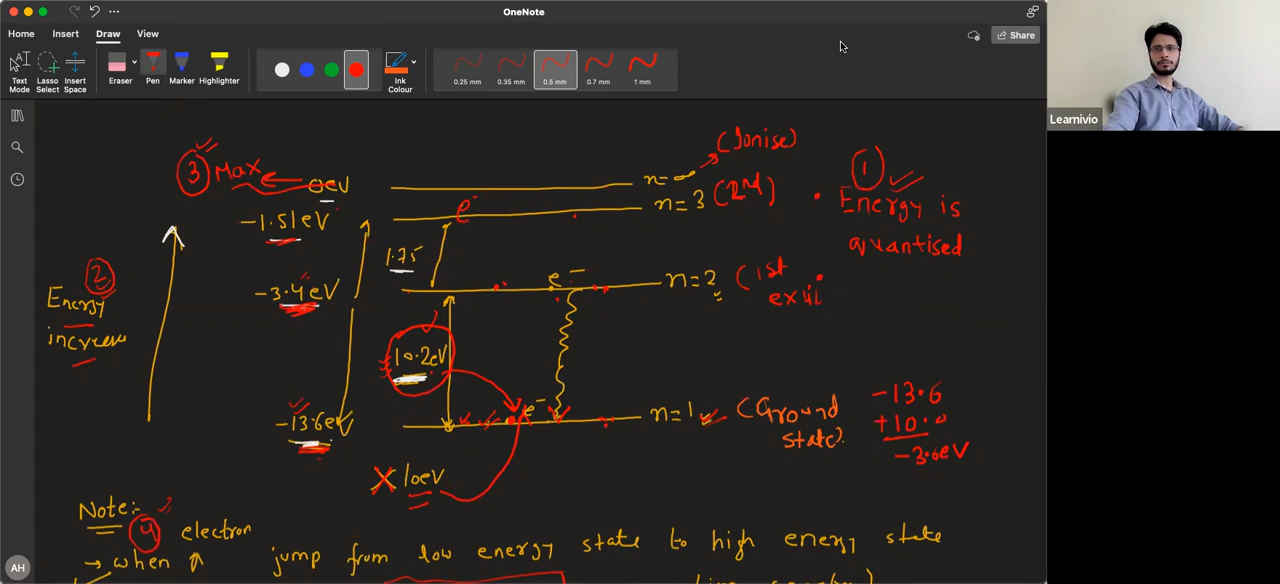 OneNote
Home Insert Draw View
Share
Text Mode
Lasso Select
Insert Space
Eraser
Pen
Marker
Highlighter
Ink Colour
0.25 mm 0.35 mm 0.5 mm 0.7 mm 1 mm
Learnivio
(Ionise)
3 Max 0eV n=∞
-1.51eV e- n=3 (2nd)
1
• Energy is
quantised
1.75
2
Energy
increase
-3.4eV e- n=2 (1st
10.2eV
-13.6eV e- n=1 (Ground
state)
-13.6
+10.0
-3.6eV
X 10eV
Note:-
4 electron
→ when jump from low energy state to high energy state
AH